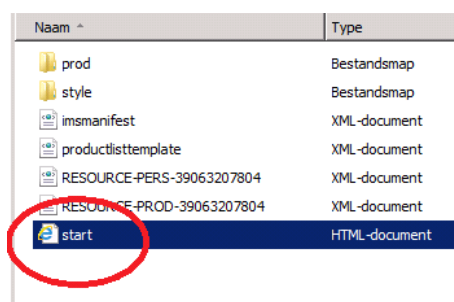 Naam Type
prod Bestandsmap
style Bestandsmap
imsmanifest XML-document
productlisttemplate XML-document
RESOURCE-PERS-39063207804 XML-document
RESOURCE-PROD-39063207804 XML-document
start HTML-document